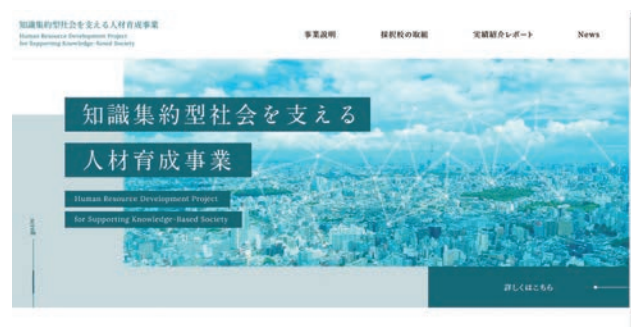 知識集約型社会を支える人材育成事業
Human Resource Development Project
for Supporting Knowledge-Based Society
事業説明 採択校の取組 実績紹介レポート News
知識集約型社会を支える
人材育成事業
Human Resource Development Project
for Supporting Knowledge-Based Society
scroll
詳しくはこちら